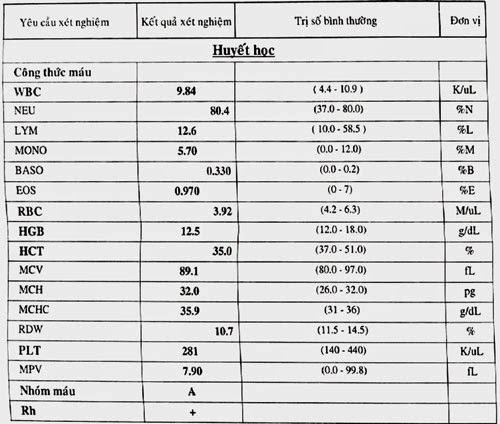 Yêu cầu xét nghiệm Kết quả xét nghiệm Trị số bình thường Đơn vị
Huyết học
Công thức máu
WBC 9.84 ( 4.4 - 10.9 ) K/uL
NEU 80.4 (37.0 - 80.0) %N
LYM 12.6 ( 10.0 - 58.5 ) %L
MONO 5.70 (0.0 - 12.0) %M
BASO 0.330 (0.0 - 0.2) %B
EOS 0.970 (0 - 7) %E
RBC 3.92 (4.2 - 6.3) M/uL
HGB 12.5 (12.0 - 18.0) g/dL
HCT 35.0 (37.0 - 51.0) %
MCV 89.1 (80.0 - 97.0) fL
MCH 32.0 (26.0 - 32.0) pg
MCHC 35.9 (31 - 36) g/dL
RDW 10.7 (11.5 - 14.5) %
PLT 281 (140 - 440) K/uL
MPV 7.90 (0.0 - 99.8) fL
Nhóm máu A
Rh +